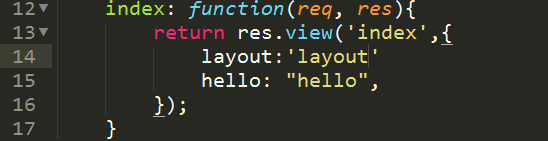 12 index: function(req, res){
13 return res.view('index',{
14 layout:'layout'
15 hello: "hello",
16 });
17 }